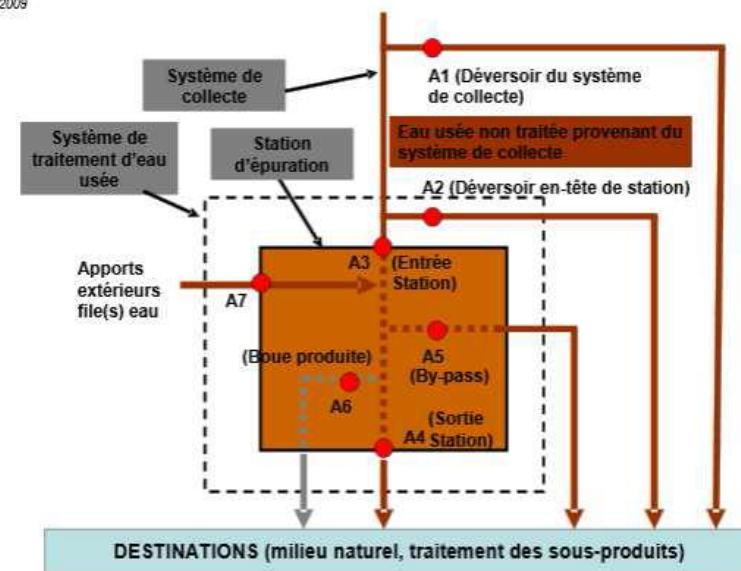 2009
Système de
collecte
A1 (Déversoir du système
de collecte)
Système de
traitement d'eau
usée
Station
d'épuration
Eau usée non traitée provenant du
système de collecte
A2 (Déversoir en-tête de station)
Apports
extérieurs
file(s) eau
A7
A3 (Entrée
Station)
(Boue produite)
A5
(By-pass)
A6
(Sortie
A4 Station)
DESTINATIONS (milieu naturel, traitement des sous-produits)